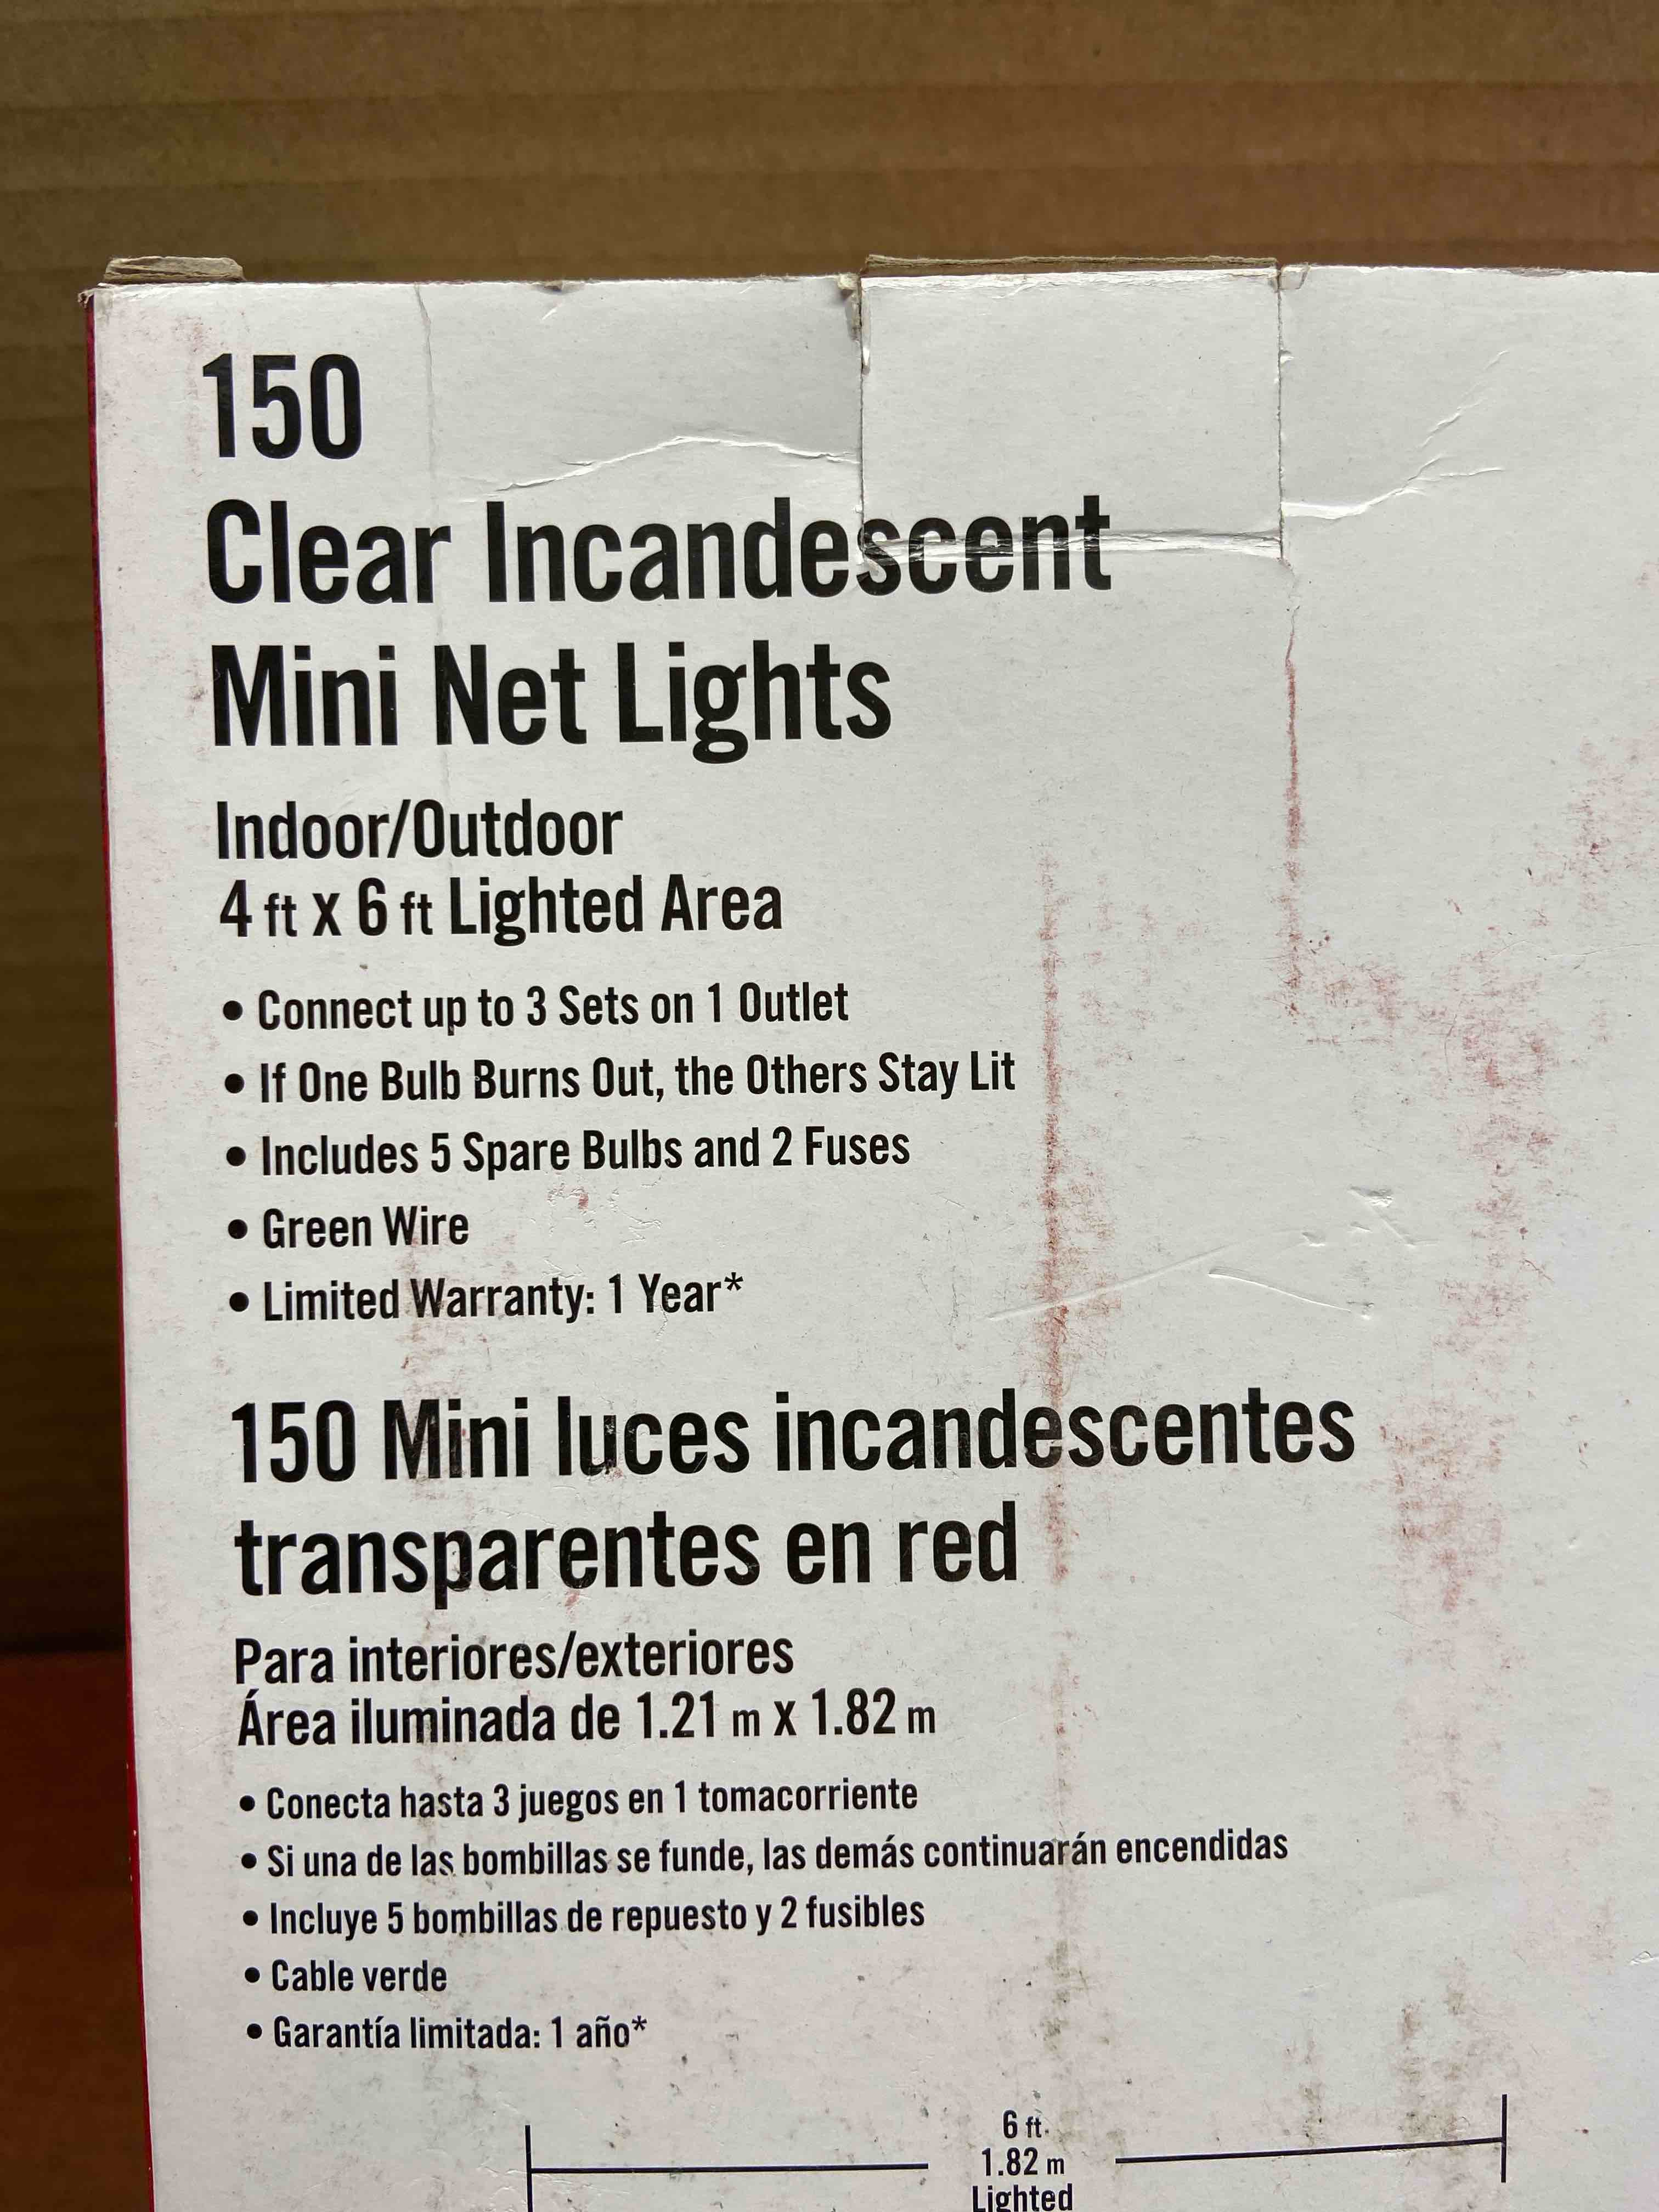 150
Clear Incandescent
Mini Net Lights
Indoor/Outdoor
4 ft x 6 ft Lighted Area
• Connect up to 3 Sets on 1 Outlet
• If One Bulb Burns Out, the Others Stay Lit
• Includes 5 Spare Bulbs and 2 Fuses
• Green Wire
• Limited Warranty: 1 Year*
150 Mini luces incandescentes
transparentes en red
Para interiores/exteriores
Área iluminada de 1.21 m x 1.82 m
• Conecta hasta 3 juegos en 1 tomacorriente
• Si una de las bombillas se funde, las demás continuarán encendidas
• Incluye 5 bombillas de repuesto y 2 fusibles
• Cable verde
• Garantía limitada: 1 año*
6 ft.
1.82 m
Lighted